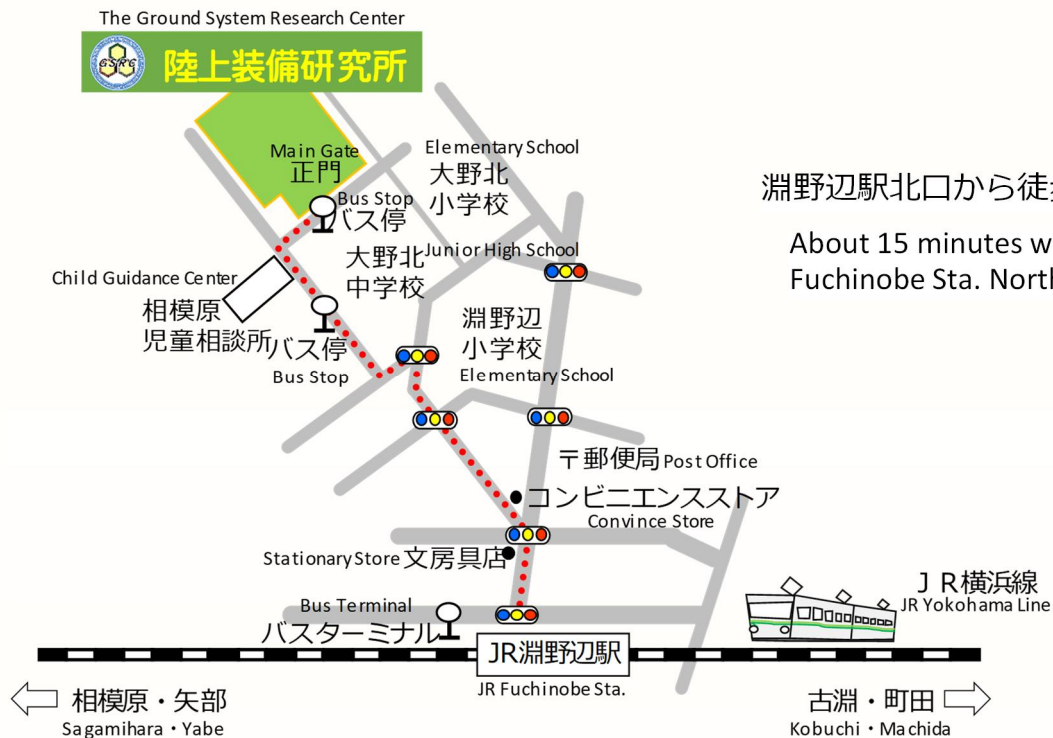 The Ground System Research Center
GSRC
陸上装備研究所
Main Gate
正門
Bus Stop
バス停
Elementary School
大野北
小学校
淵野辺駅北口から徒
About 15 minutes w
Fuchinobe Sta. North
Junior High School
大野北
中学校
Child Guidance Center
相模原
児童相談所
バス停
Bus Stop
淵野辺
小学校
Elementary School
〒郵便局 Post Office
コンビニエンスストア
Convince Store
Stationary Store 文房具店
Bus Terminal
バスターミナル
JR横浜線
JR Yokohama Line
JR淵野辺駅
JR Fuchinobe Sta.
相模原・矢部
Sagamihara・Yabe
古淵・町田
Kobuchi・Machida